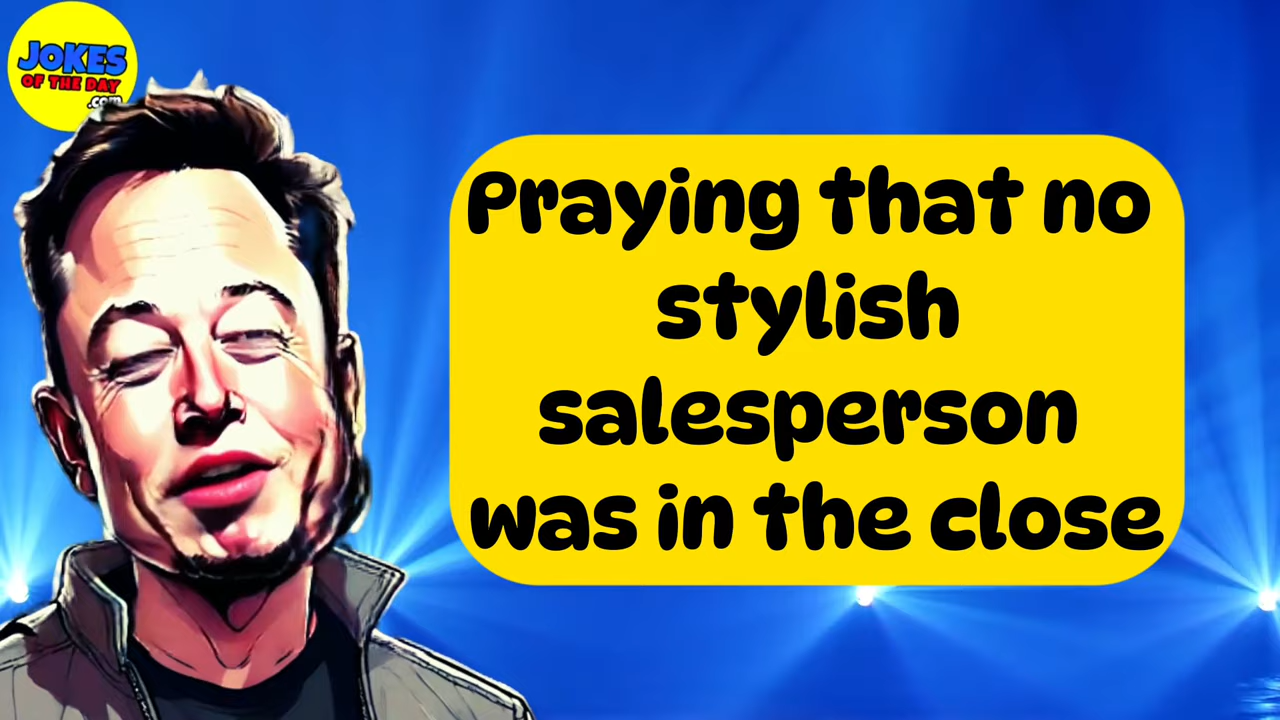 JOKES
OF THE DAY
.com
Praying that no
stylish
salesperson
was in the close